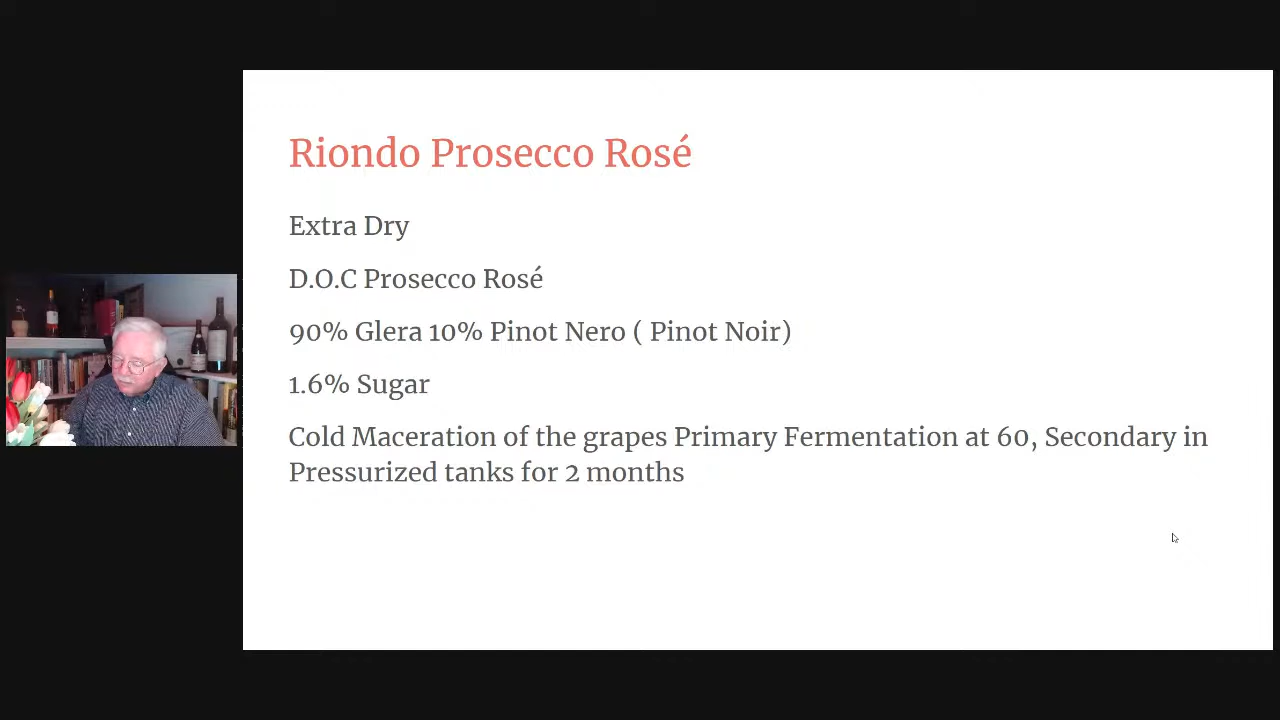 Riondo Prosecco Rosé
Extra Dry
D.O.C Prosecco Rosé
90% Glera 10% Pinot Nero ( Pinot Noir)
1.6% Sugar
Cold Maceration of the grapes Primary Fermentation at 60, Secondary in
Pressurized tanks for 2 months